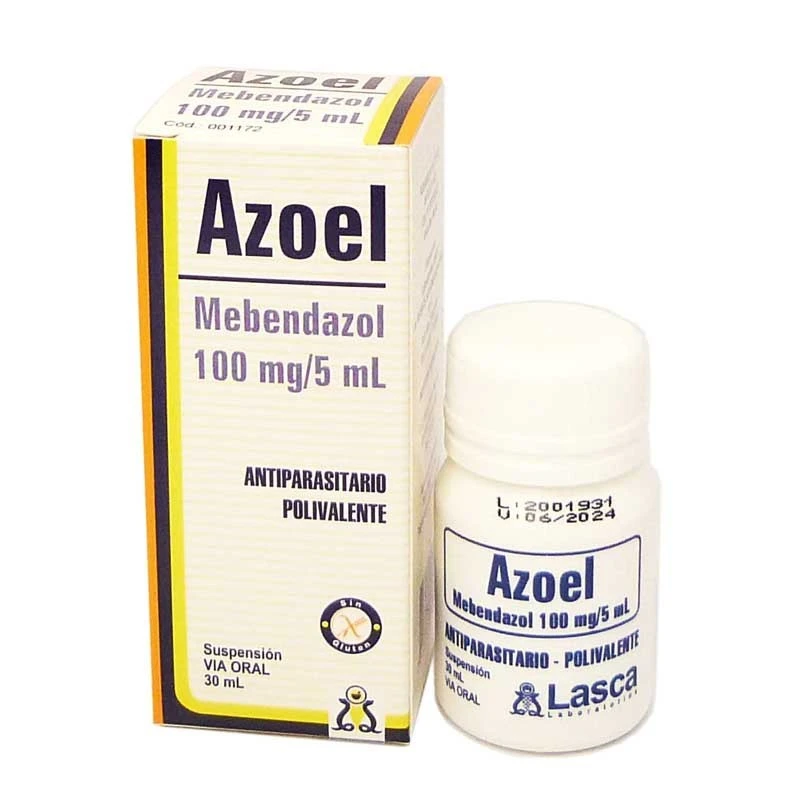 Azoel
Mebendazol
100 mg/5 mL
Cód.: 001172
Azoel
Mebendazol
100 mg/5 mL
ANTIPARASITARIO
POLIVALENTE
Sin
Gluten
Suspensión
VIA ORAL
30 mL
L:2001931
V:06/2024
Azoel
Mebendazol 100 mg/5 mL
ANTIPARASITARIO - POLIVALENTE
Suspensión
30 mL
VIA ORAL
Lasca
Laboratorios